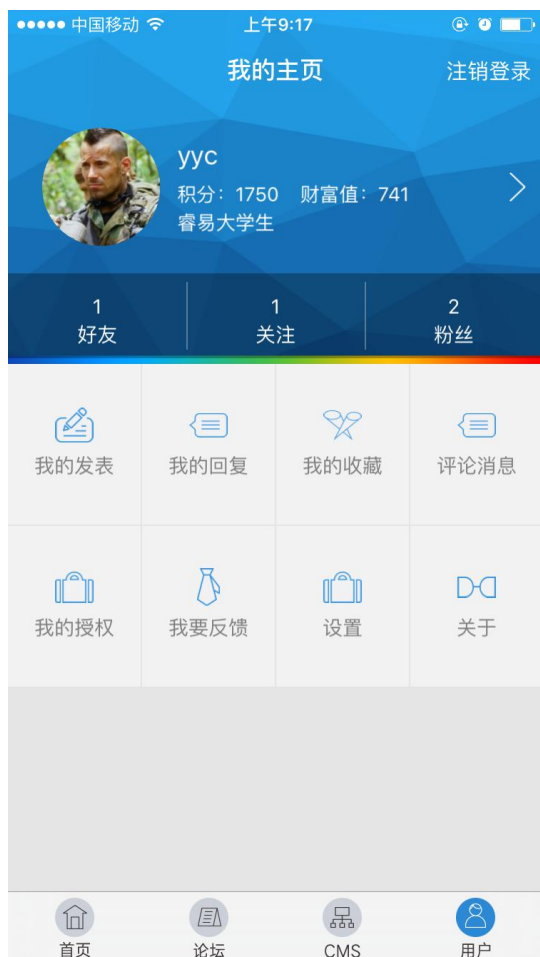 中国移动 上午9:17
我的主页 注销登录
yyc
积分：1750 财富值：741
睿易大学生
1 1 2
好友 关注 粉丝
我的发表 我的回复 我的收藏 评论消息
我的授权 我要反馈 设置 关于
首页 论坛 CMS 用户